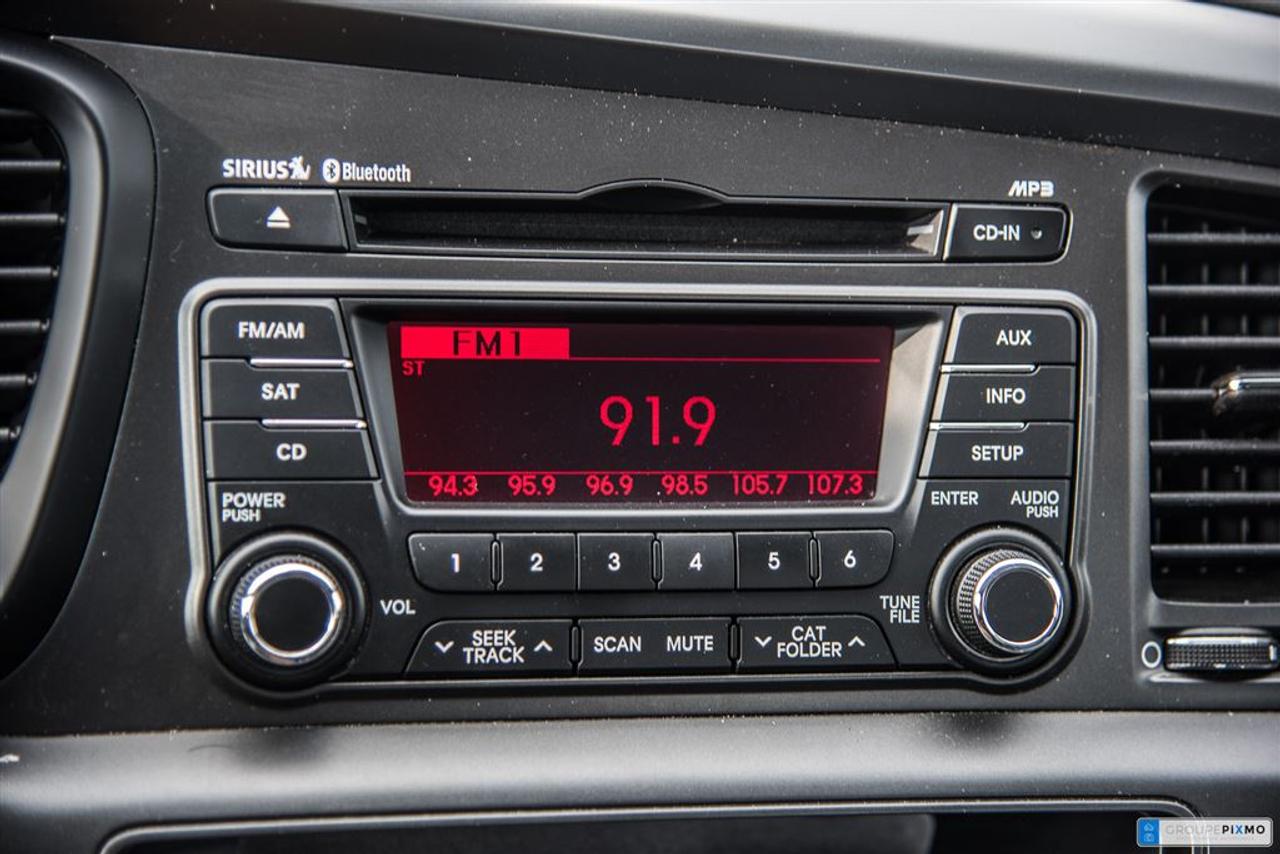 SIRIUS Bluetooth
MP3
CD-IN
FM/AM
SAT
CD
FM1
ST
91.9
94.3 95.9 96.9 98.5 105.7 107.3
AUX
INFO
SETUP
POWER
PUSH
ENTER
AUDIO
PUSH
1 2 3 4 5 6
VOL
TUNE
FILE
SEEK
TRACK
SCAN MUTE
CAT
FOLDER
GROUPEPIXMO